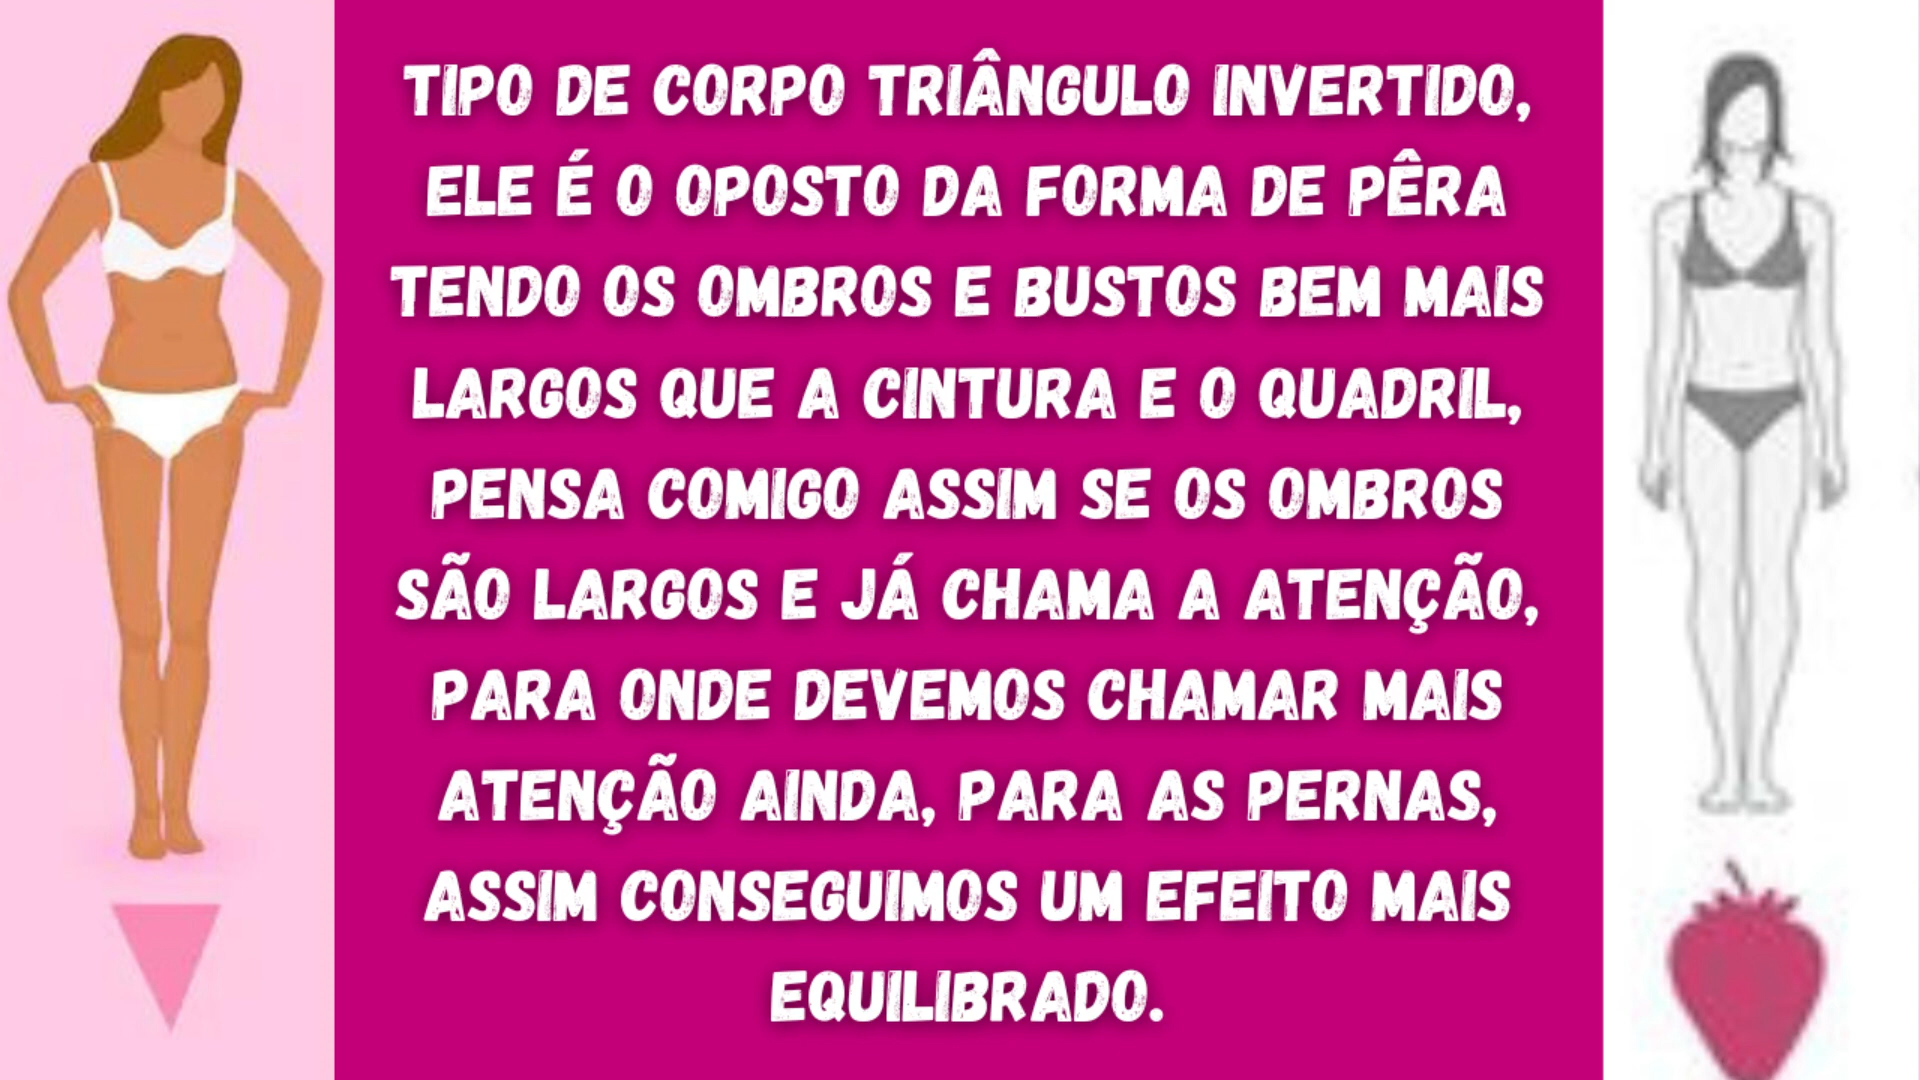 TIPO DE CORPO TRIÂNGULO INVERTIDO,
ELE É O OPOSTO DA FORMA DE PÊRA
TENDO OS OMBROS E BUSTOS BEM MAIS
LARGOS QUE A CINTURA E O QUADRIL,
PENSA COMIGO ASSIM SE OS OMBROS
SÃO LARGOS E JÁ CHAMA A ATENÇÃO,
PARA ONDE DEVEMOS CHAMAR MAIS
ATENÇÃO AINDA, PARA AS PERNAS,
ASSIM CONSEGUIMOS UM EFEITO MAIS
EQUILIBRADO.